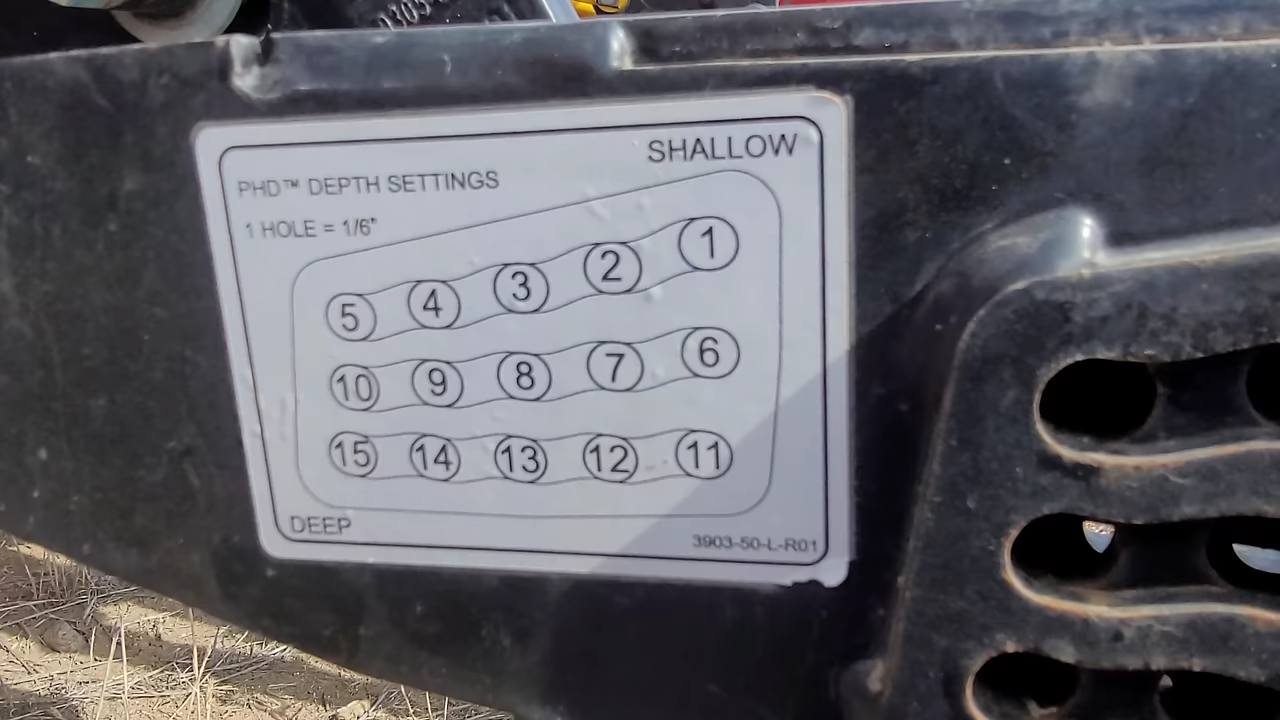 SHALLOW
PHD™ DEPTH SETTINGS
1 HOLE = 1/6"
5 4 3 2 1
10 9 8 7 6
15 14 13 12 11
DEEP
3903-50-L-R01